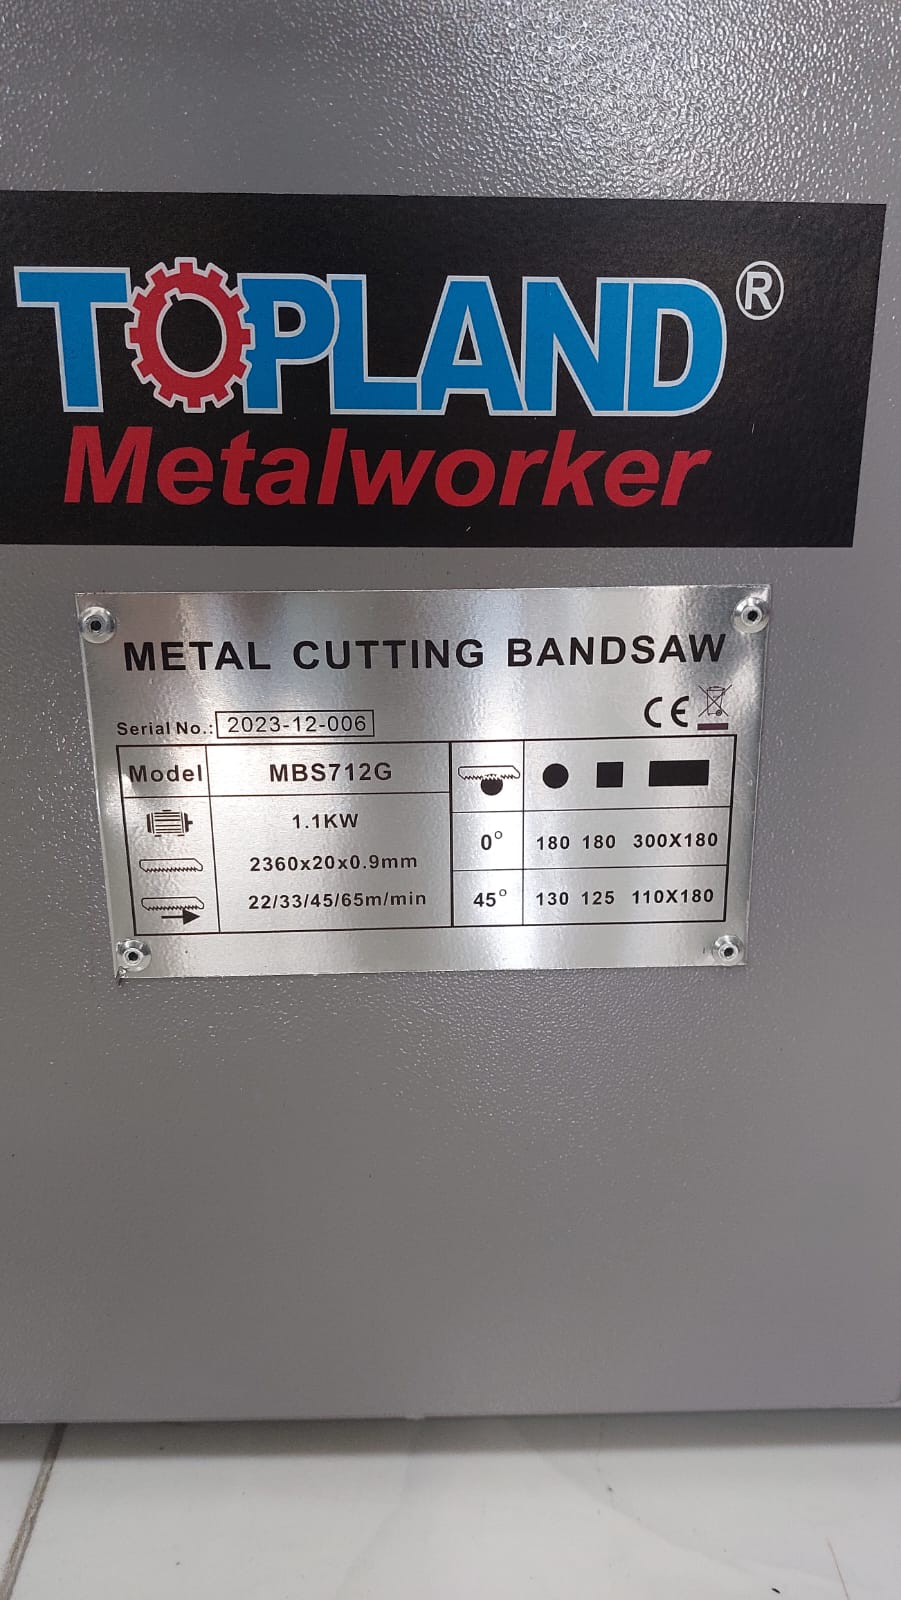 TOPLAND®
Metalworker
METAL CUTTING BANDSAW
Serial No.: 2023-12-006
CE
Model MBS712G
1.1KW
2360x20x0.9mm
22/33/45/65m/min
0° 180 180 300X180
45° 130 125 110X180